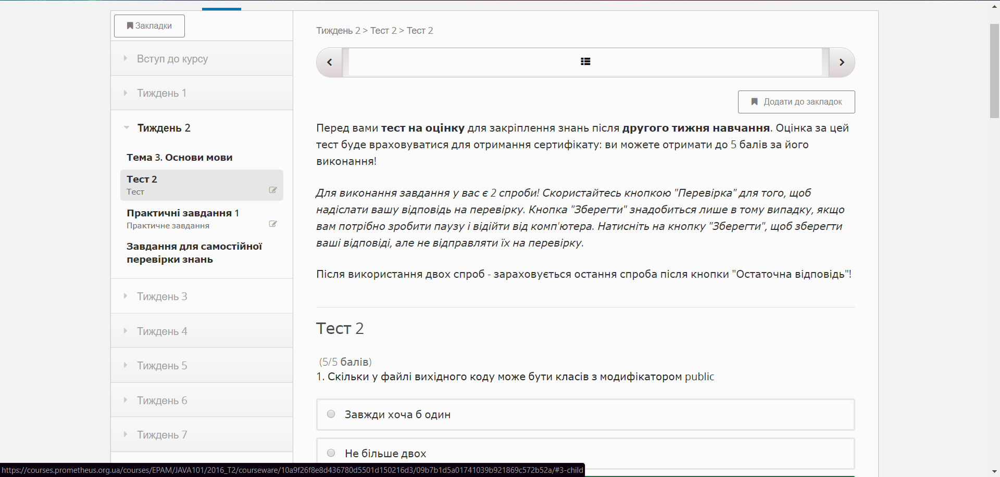 Закладки
Вступ до курсу
Тиждень 1
Тиждень 2
Тема 3. Основи мови
Тест 2
Тест
Практичні завдання 1
Практичне завдання
Завдання для самостійної
перевірки знань
Тиждень 3
Тиждень 4
Тиждень 5
Тиждень 6
Тиждень 7
Тиждень 2 > Тест 2 > Тест 2
Додати до закладок
Перед вами тест на оцінку для закріплення знань після другого тижня навчання. Оцінка за цей
тест буде враховуватися для отримання сертифікату: ви можете отримати до 5 балів за його
виконання!
Для виконання завдання у вас є 2 спроби! Скористайтесь кнопкою "Перевірка" для того, щоб
надіслати вашу відповідь на перевірку. Кнопка "Зберегти" знадобиться лише в тому випадку, якщо
вам потрібно зробити паузу і відійти від комп'ютера. Натисніть на кнопку "Зберегти", щоб зберегти
ваші відповіді, але не відправляти їх на перевірку.
Після використання двох спроб - зараховується остання спроба після кнопки "Остаточна відповідь"!
Тест 2
(5/5 балів)
1. Скільки у файлі вихідного коду може бути класів з модифікатором public
Завжди хоча б один
Не більше двох
https://courses.prometheus.org.ua/courses/EPAM/JAVA101/2016_T2/courseware/10a9f26f8e8d436780d5501d150216d3/09b7b1d5a01741039b921869c572b52a/#3-child